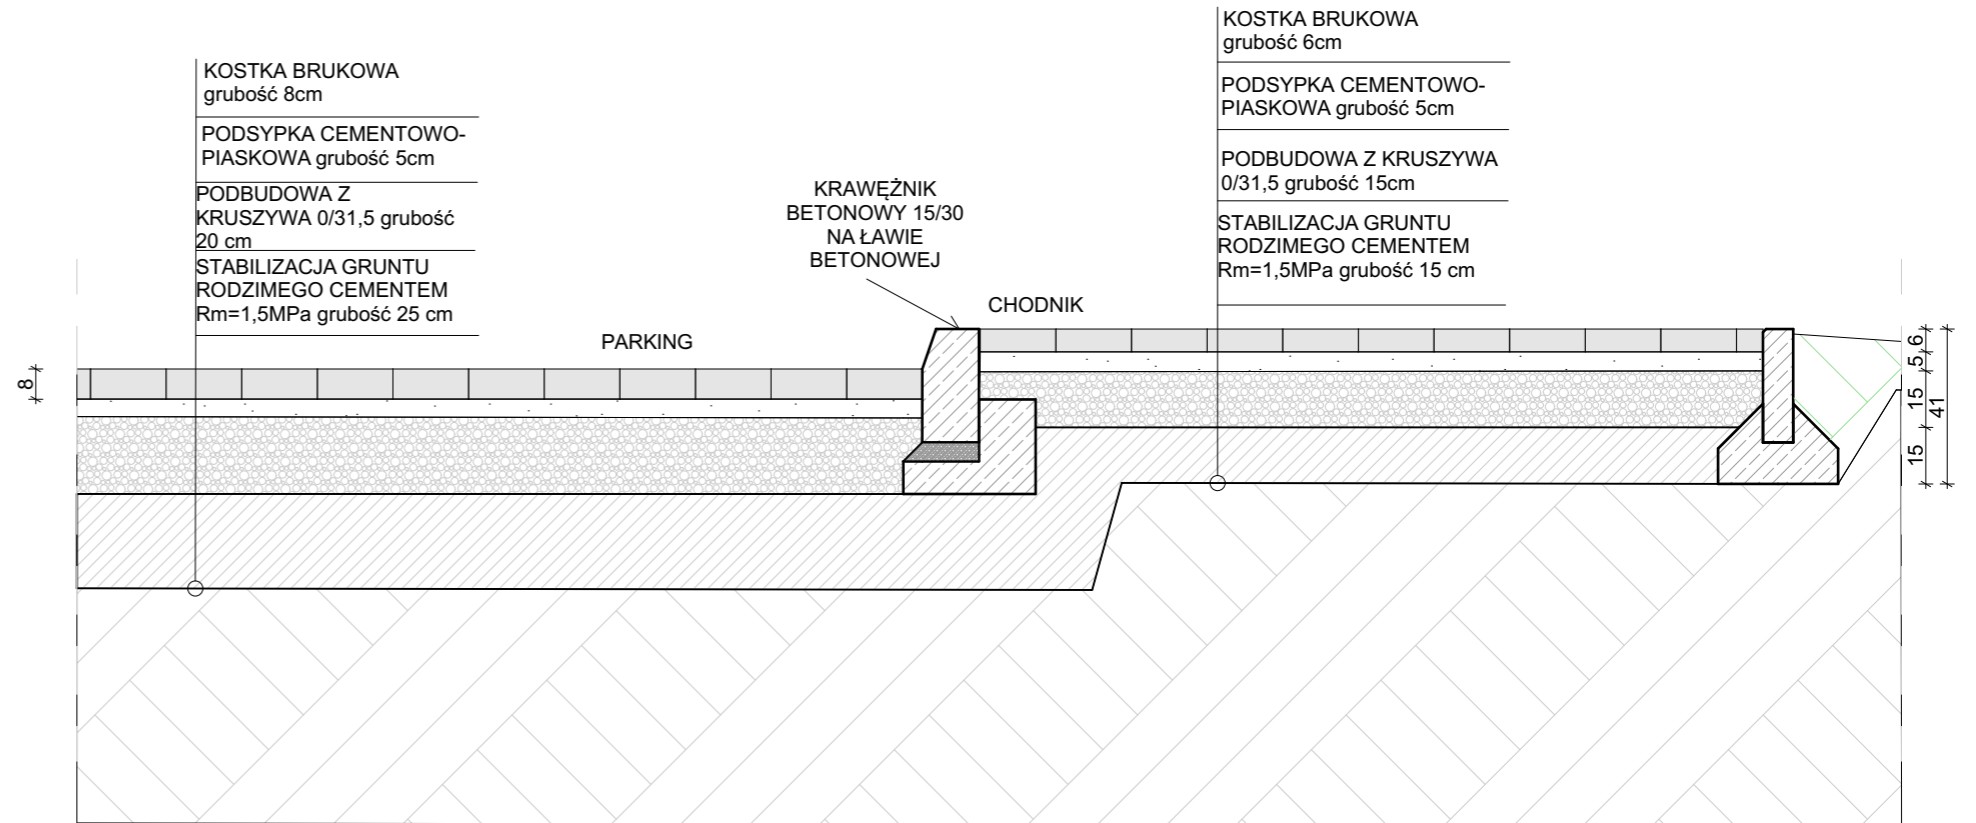 KOSTKA BRUKOWA
grubość 8cm
PODSYPKA CEMENTOWO-
PIASKOWA grubość 5cm
PODBUDOWA Z
KRUSZYWA 0/31,5 grubość
20 cm
STABILIZACJA GRUNTU
RODZIMEGO CEMENTEM
Rm=1,5MPa grubość 25 cm
KRAWĘŻNIK
BETONOWY 15/30
NA ŁAWIE
BETONOWEJ
KOSTKA BRUKOWA
grubość 6cm
PODSYPKA CEMENTOWO-
PIASKOWA grubość 5cm
PODBUDOWA Z KRUSZYWA
0/31,5 grubość 15cm
STABILIZACJA GRUNTU
RODZIMEGO CEMENTEM
Rm=1,5MPa grubość 15 cm
CHODNIK
PARKING
8
6
5
15
15
41